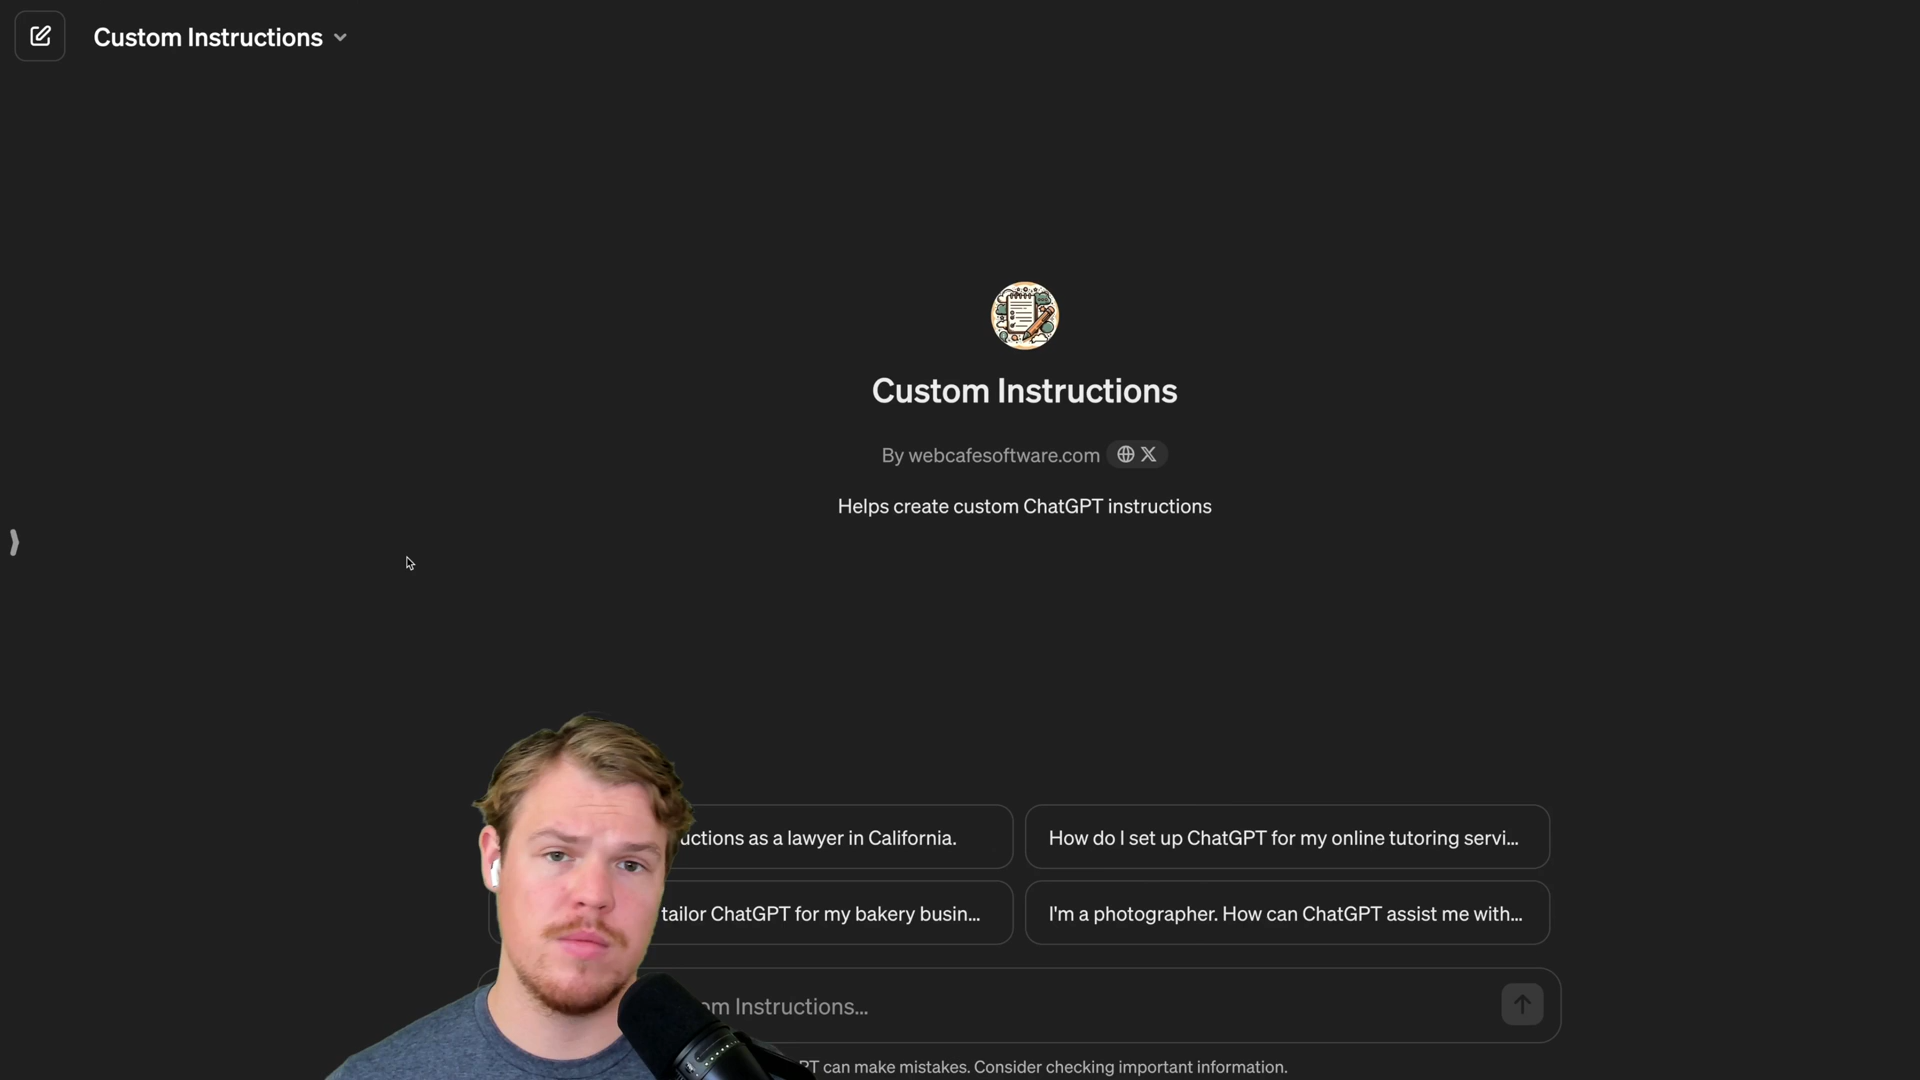 Custom Instructions
Custom Instructions
By webcafesoftware.com
Helps create custom ChatGPT instructions
as a lawyer in California.
How do I set up ChatGPT for my online tutoring servi...
tailor ChatGPT for my bakery busin...
I'm a photographer. How can ChatGPT assist me with...
Instructions...
can make mistakes. Consider checking important information.